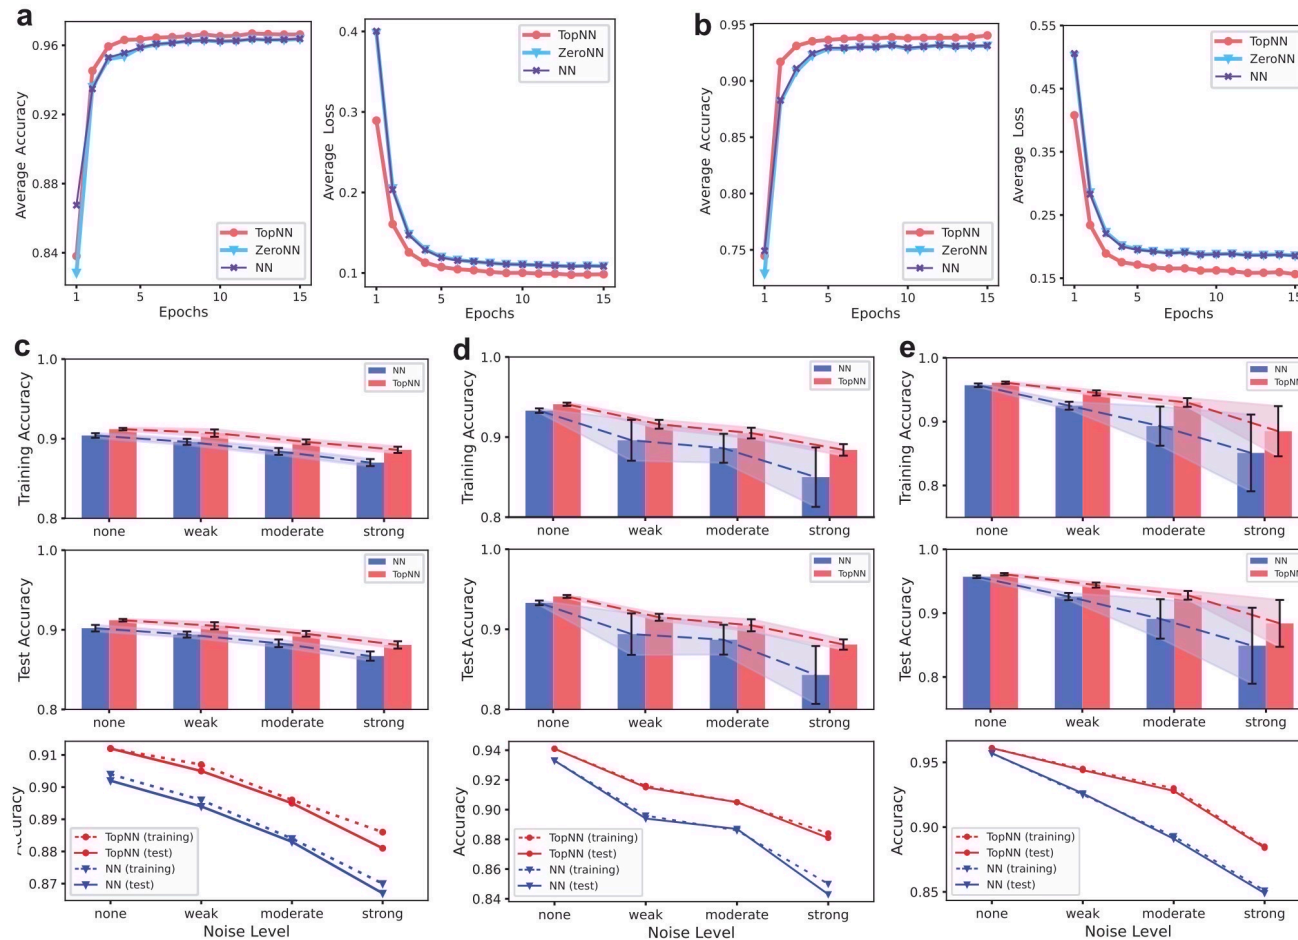 a
Average Accuracy
0.96
0.92
0.88
0.84
TopNN
ZeroNN
NN
1
5
10
15
Epochs
Average Loss
0.4
0.3
0.2
0.1
TopNN
ZeroNN
NN
1
5
10
15
Epochs
b
Average Accuracy
0.95
0.90
0.85
0.80
0.75
TopNN
ZeroNN
NN
1
5
10
15
Epochs
Average Loss
0.55
0.45
0.35
0.25
0.15
TopNN
ZeroNN
NN
1
5
10
15
Epochs
c
Training Accuracy
1.0
0.9
0.8
NN
TopNN
none weak moderate strong
Test Accuracy
1.0
0.9
0.8
NN
TopNN
none weak moderate strong
Accuracy
0.91
0.90
0.89
0.88
0.87
TopNN (training)
TopNN (test)
NN (training)
NN (test)
none weak moderate strong
Noise Level
d
Training Accuracy
1.0
0.9
0.8
NN
TopNN
none weak moderate strong
Test Accuracy
1.0
0.9
0.8
NN
TopNN
none weak moderate strong
Accuracy
0.94
0.92
0.90
0.88
0.86
0.84
TopNN (training)
TopNN (test)
NN (training)
NN (test)
none weak moderate strong
Noise Level
e
Training Accuracy
1.0
0.9
0.8
NN
TopNN
none weak moderate strong
Test Accuracy
1.0
0.9
0.8
NN
TopNN
none weak moderate strong
Accuracy
0.95
0.90
0.85
TopNN (training)
TopNN (test)
NN (training)
NN (test)
none weak moderate strong
Noise Level